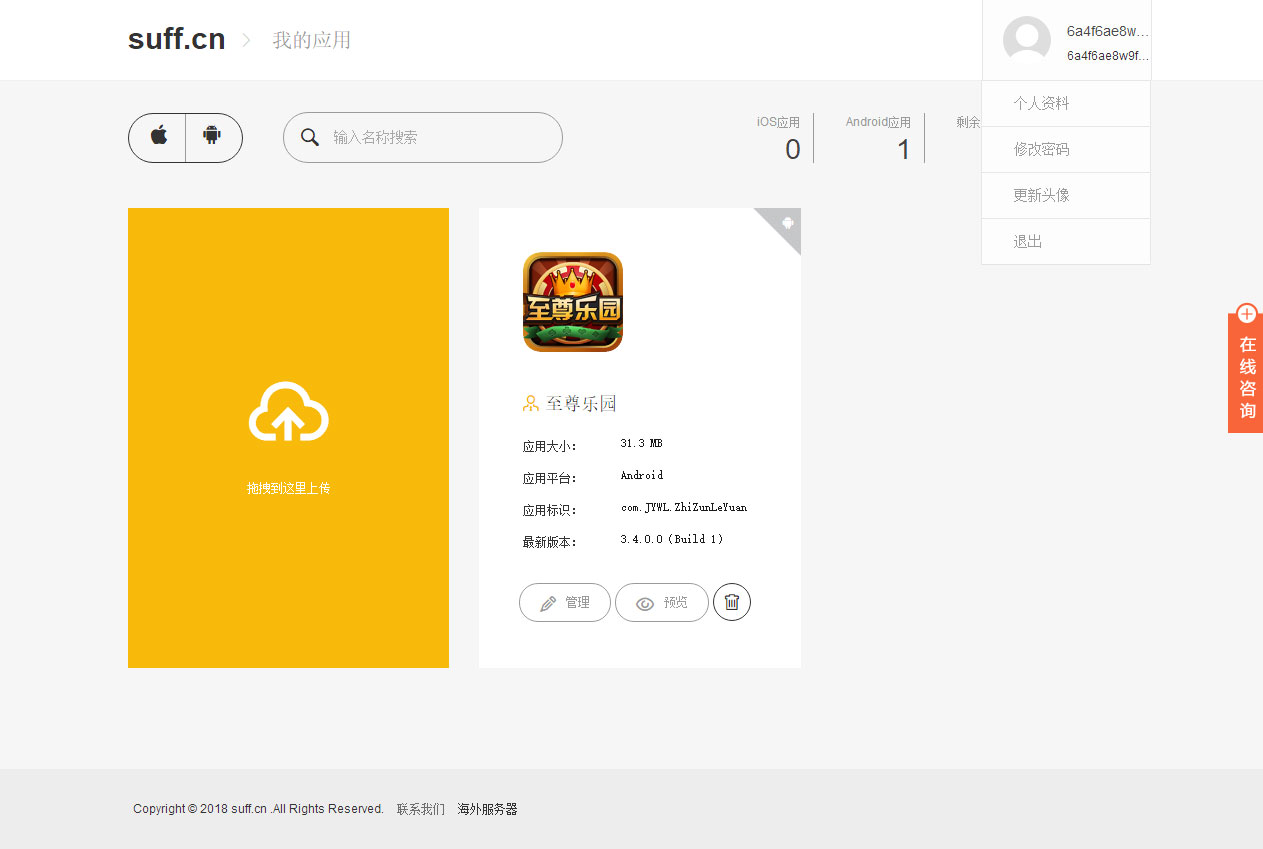 suff.cn
我的应用
6a4f6ae8w...
6a4f6ae8w9f...
个人资料
修改密码
更新头像
退出
输入名称搜索
iOS应用
0
Android应用
1
剩余
在线咨询
拖拽到这里上传
至尊乐园
至尊乐园
应用大小: 31.3 MB
应用平台: Android
应用标识: com.JYWL.ZhiZunLeYuan
最新版本: 3.4.0.0 (Build 1)
管理
预览
Copyright © 2018 suff.cn .All Rights Reserved. 联系我们 海外服务器